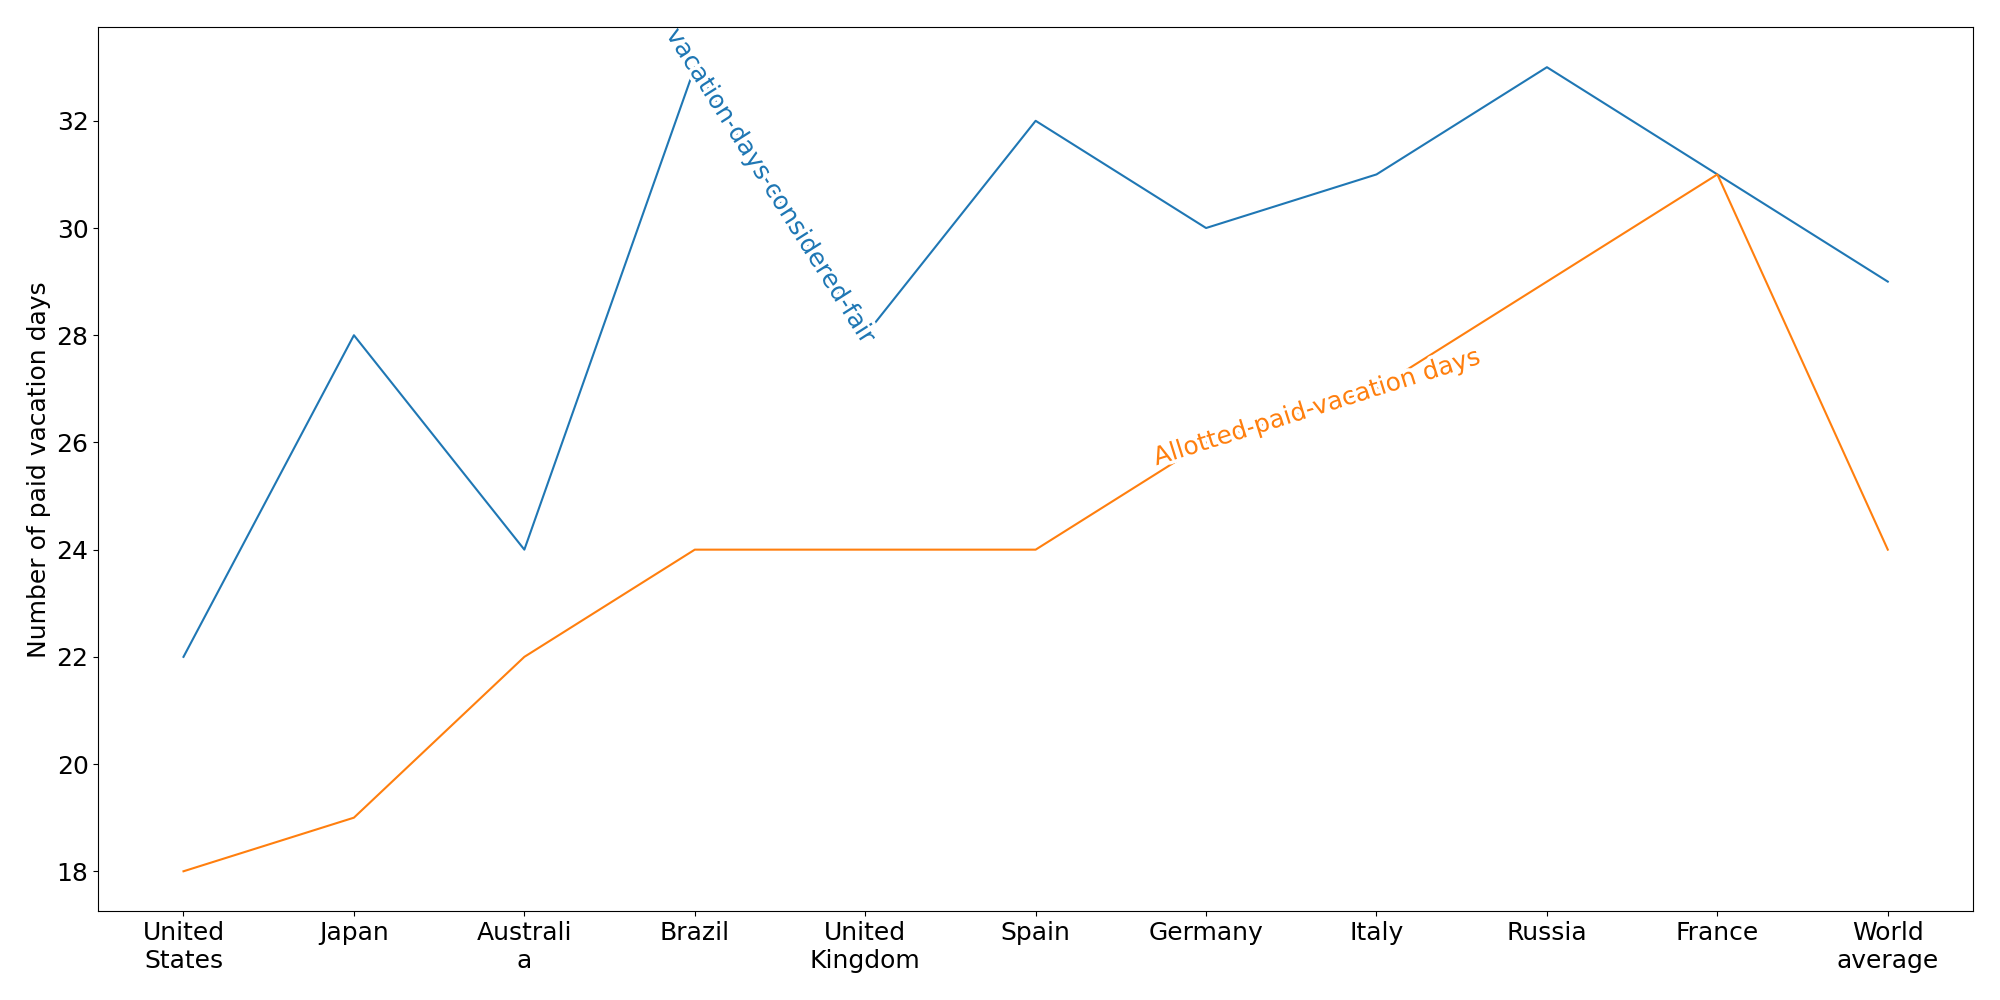 vacation-days-considered-fair
Allotted-paid-vacation days
Number of paid vacation days
32
30
28
26
24
22
20
18
United
States
Japan
Australi
a
Brazil
United
Kingdom
Spain
Germany
Italy
Russia
France
World
average